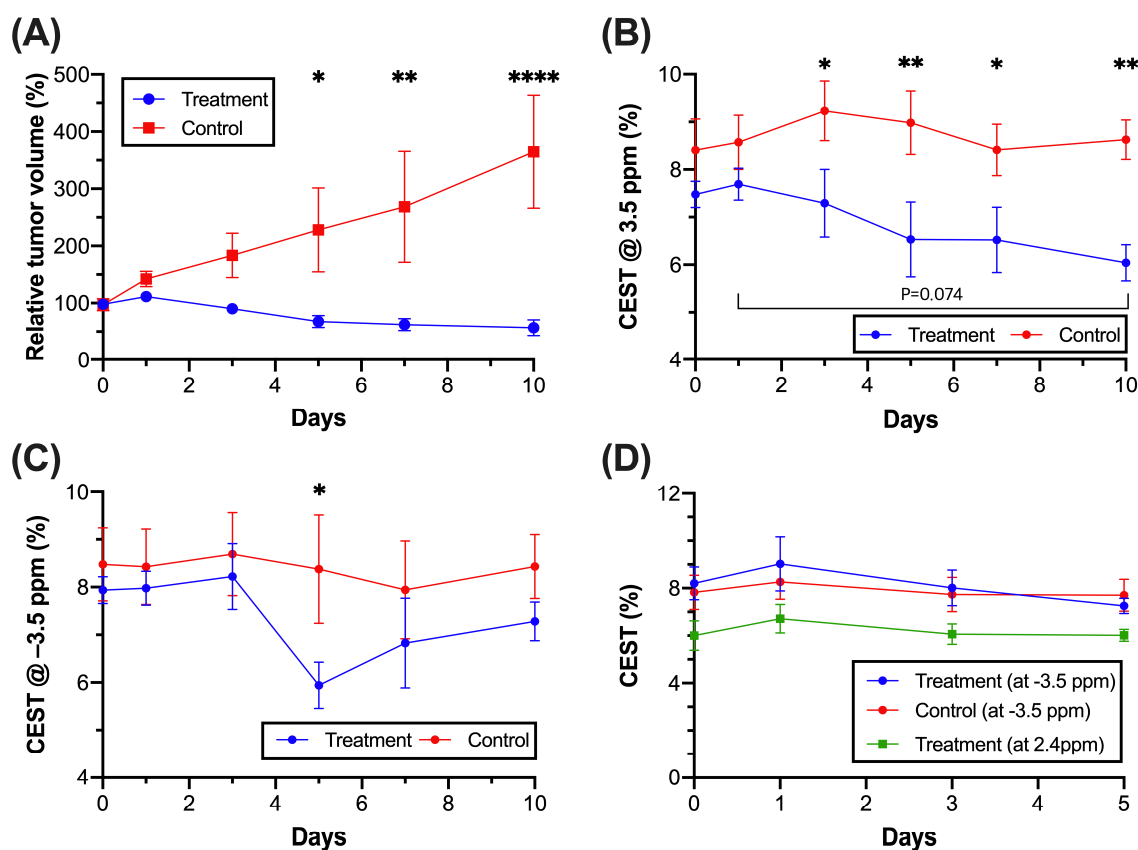 (A)
Relative tumor volume (%)
500
400
300
200
100
0
* ** ****
Treatment
Control
0 2 4 6 8 10
Days
(B)
CEST @ 3.5 ppm (%)
10
8
6
4
* ** * **
P=0.074
Treatment Control
0 2 4 6 8 10
Days
(C)
CEST @ −3.5 ppm (%)
10
8
6
4
*
Treatment Control
0 2 4 6 8 10
Days
(D)
CEST (%)
12
8
4
0
Treatment (at -3.5 ppm)
Control (at -3.5 ppm)
Treatment (at 2.4ppm)
0 1 2 3 4 5
Days